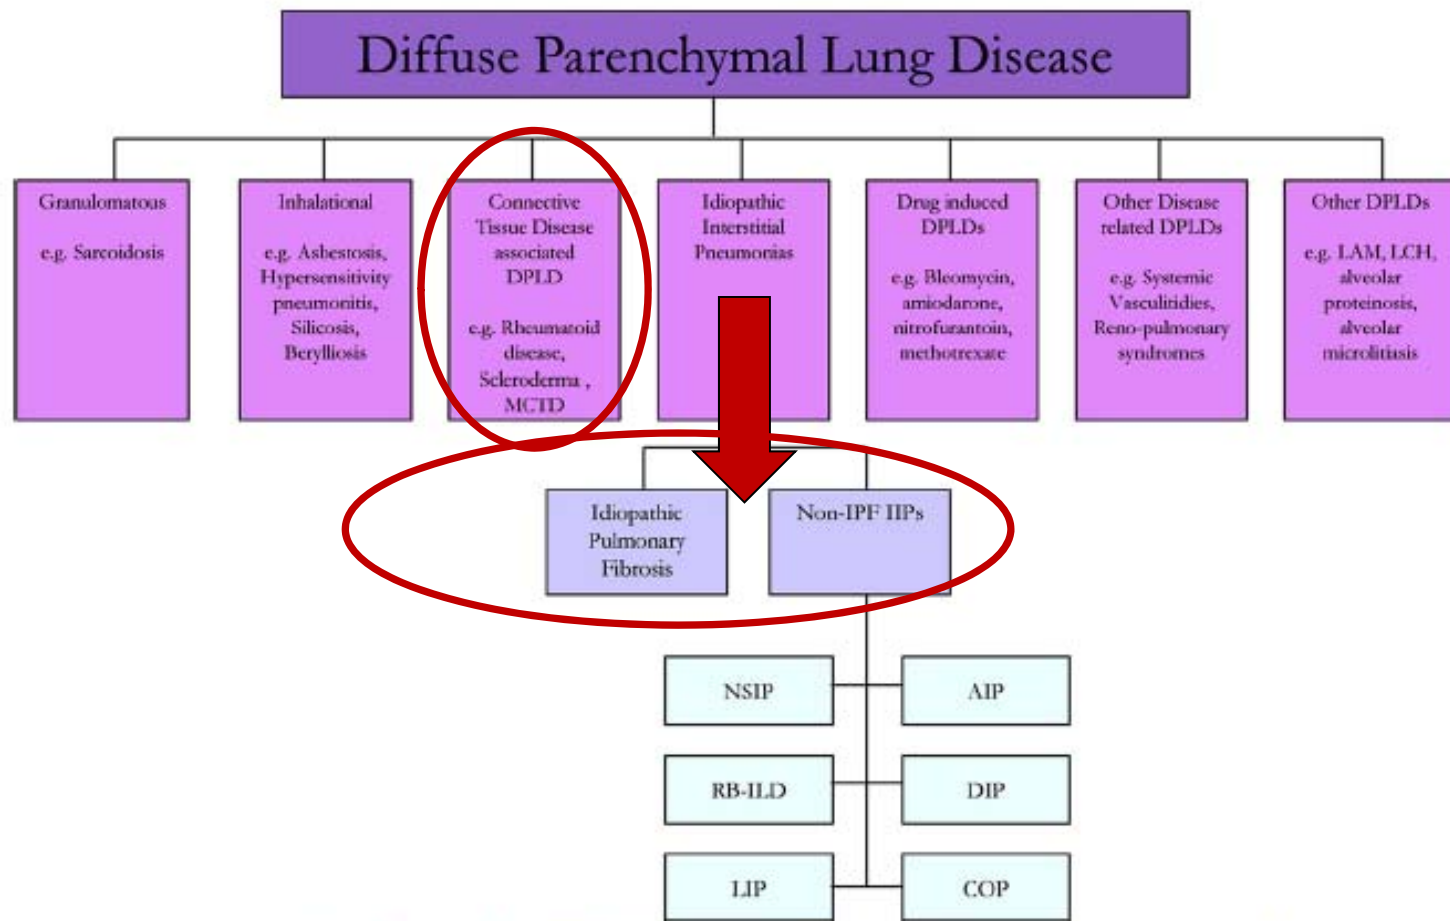 Diffuse Parenchymal Lung Disease
Granulomatous
e.g. Sarcoidosis
Inhalational
e.g. Asbestosis,
Hypersensitivity
pneumonitis,
Silicosis,
Berylliosis
Connective
Tissue Disease
associated
DPLD
e.g. Rheumatoid
disease,
Scleroderma ,
MCTD
Idiopathic
Interstitial
Pneumonias
Drug induced
DPLDs
e.g. Bleomycin,
amiodarone,
nitrofurantoin,
methotrexate
Other Disease
related DPLDs
e.g. Systemic
Vasculitidies,
Reno-pulmonary
syndromes
Other DPLDs
e.g. LAM, LCH,
alveolar
proteinosis,
alveolar
microlitiasis
Idiopathic
Pulmonary
Fibrosis
Non-IPF IIPs
NSIP
AIP
RB-ILD
DIP
LIP
COP